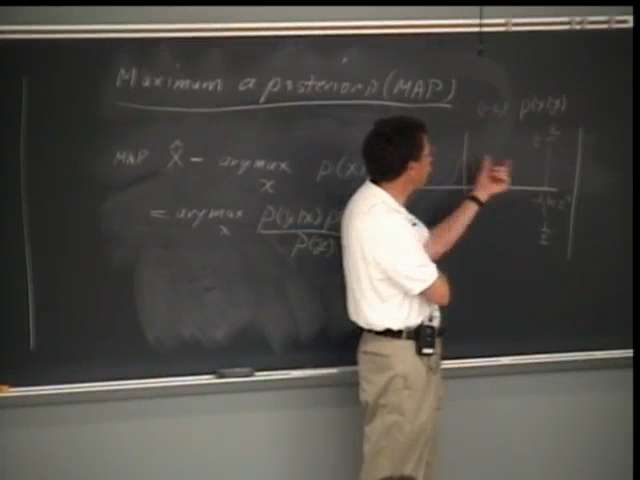 Maximum a posteriori (MAP)
p(x|y)
MAP X̂ = argmax p(x
x
= argmax p(y|x) p
x p(y)